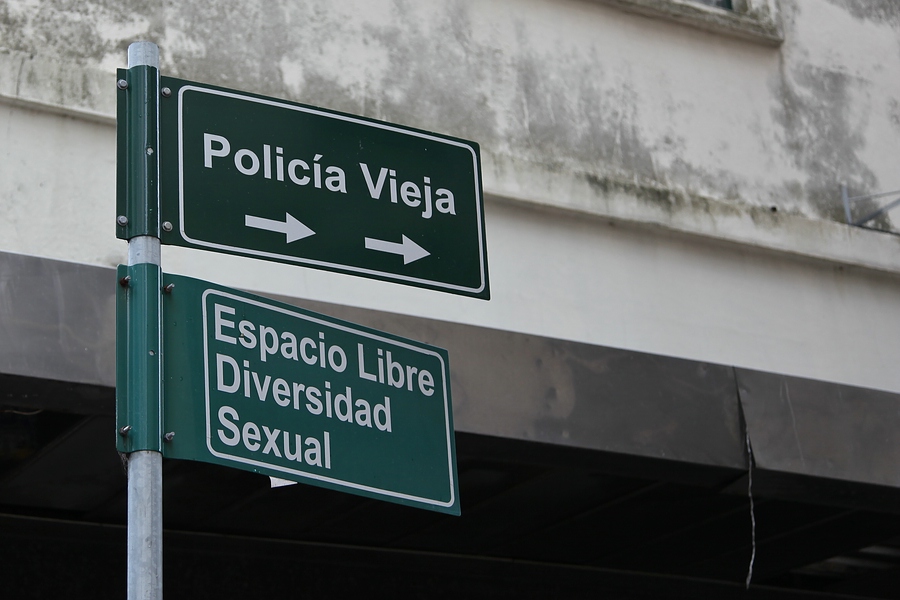 Policía Vieja
Espacio Libre
Diversidad
Sexual